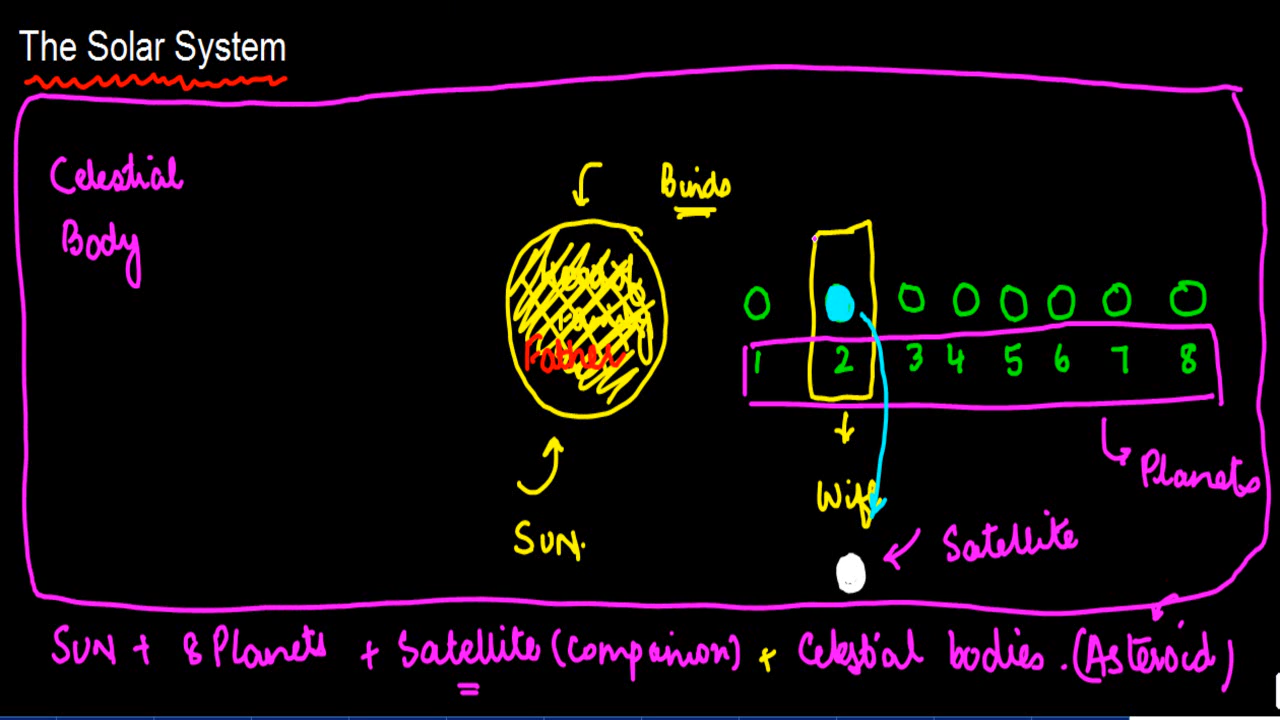 The Solar System
Celestial
Body
Binds
Father
1 2 3 4 5 6 7 8
Planets
Wife
SUN.
Satellite
SUN + 8 Planets + Satellite (companion) + Celestial bodies. (Asteroid)